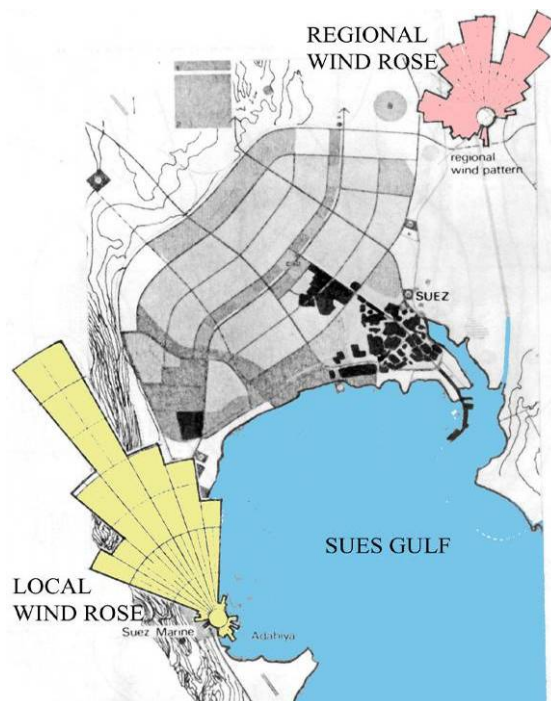 REGIONAL
WIND ROSE
regional
wind pattern
SUEZ
SUES GULF
LOCAL
WIND ROSE
Suez Marine
Adabiya